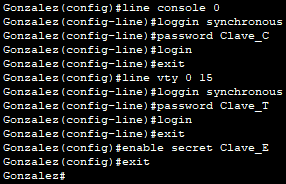 Gonzalez(config)#line console 0
Gonzalez(config-line)#loggin synchronous
Gonzalez(config-line)#password Clave_C
Gonzalez(config-line)#login
Gonzalez(config-line)#exit
Gonzalez(config)#line vty 0 15
Gonzalez(config-line)#loggin synchronous
Gonzalez(config-line)#password Clave_T
Gonzalez(config-line)#login
Gonzalez(config-line)#exit
Gonzalez(config)#enable secret Clave_E
Gonzalez(config)#exit
Gonzalez#